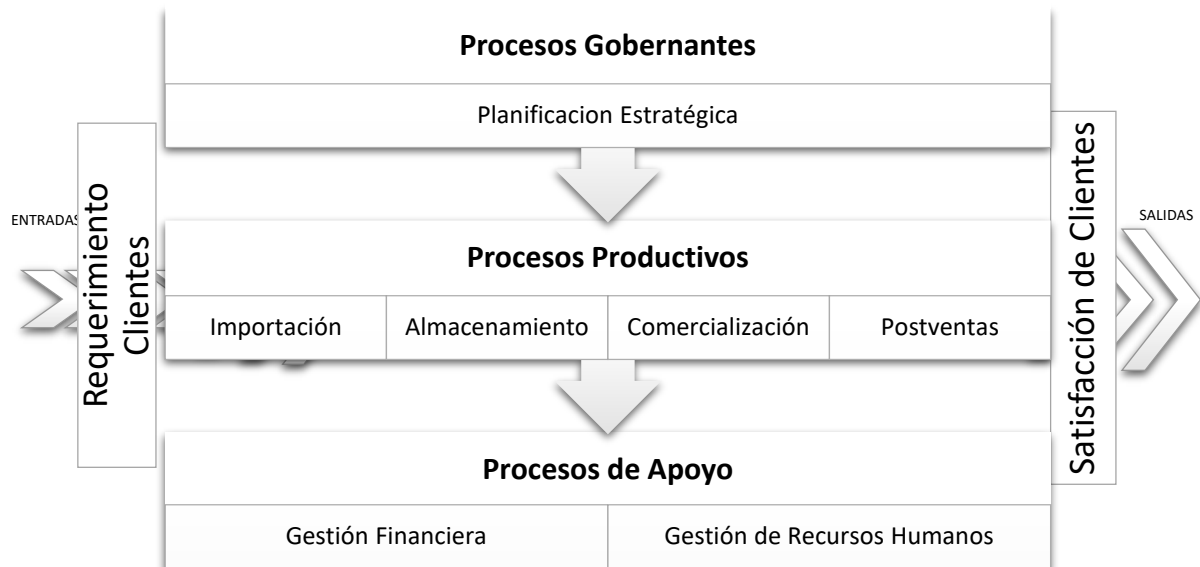 Procesos Gobernantes
Planificacion Estratégica
ENTRADAS
Requerimiento
Clientes
Procesos Productivos
Importación
Almacenamiento
Comercialización
Postventas
Satisfacción de Clientes
SALIDAS
Procesos de Apoyo
Gestión Financiera
Gestión de Recursos Humanos